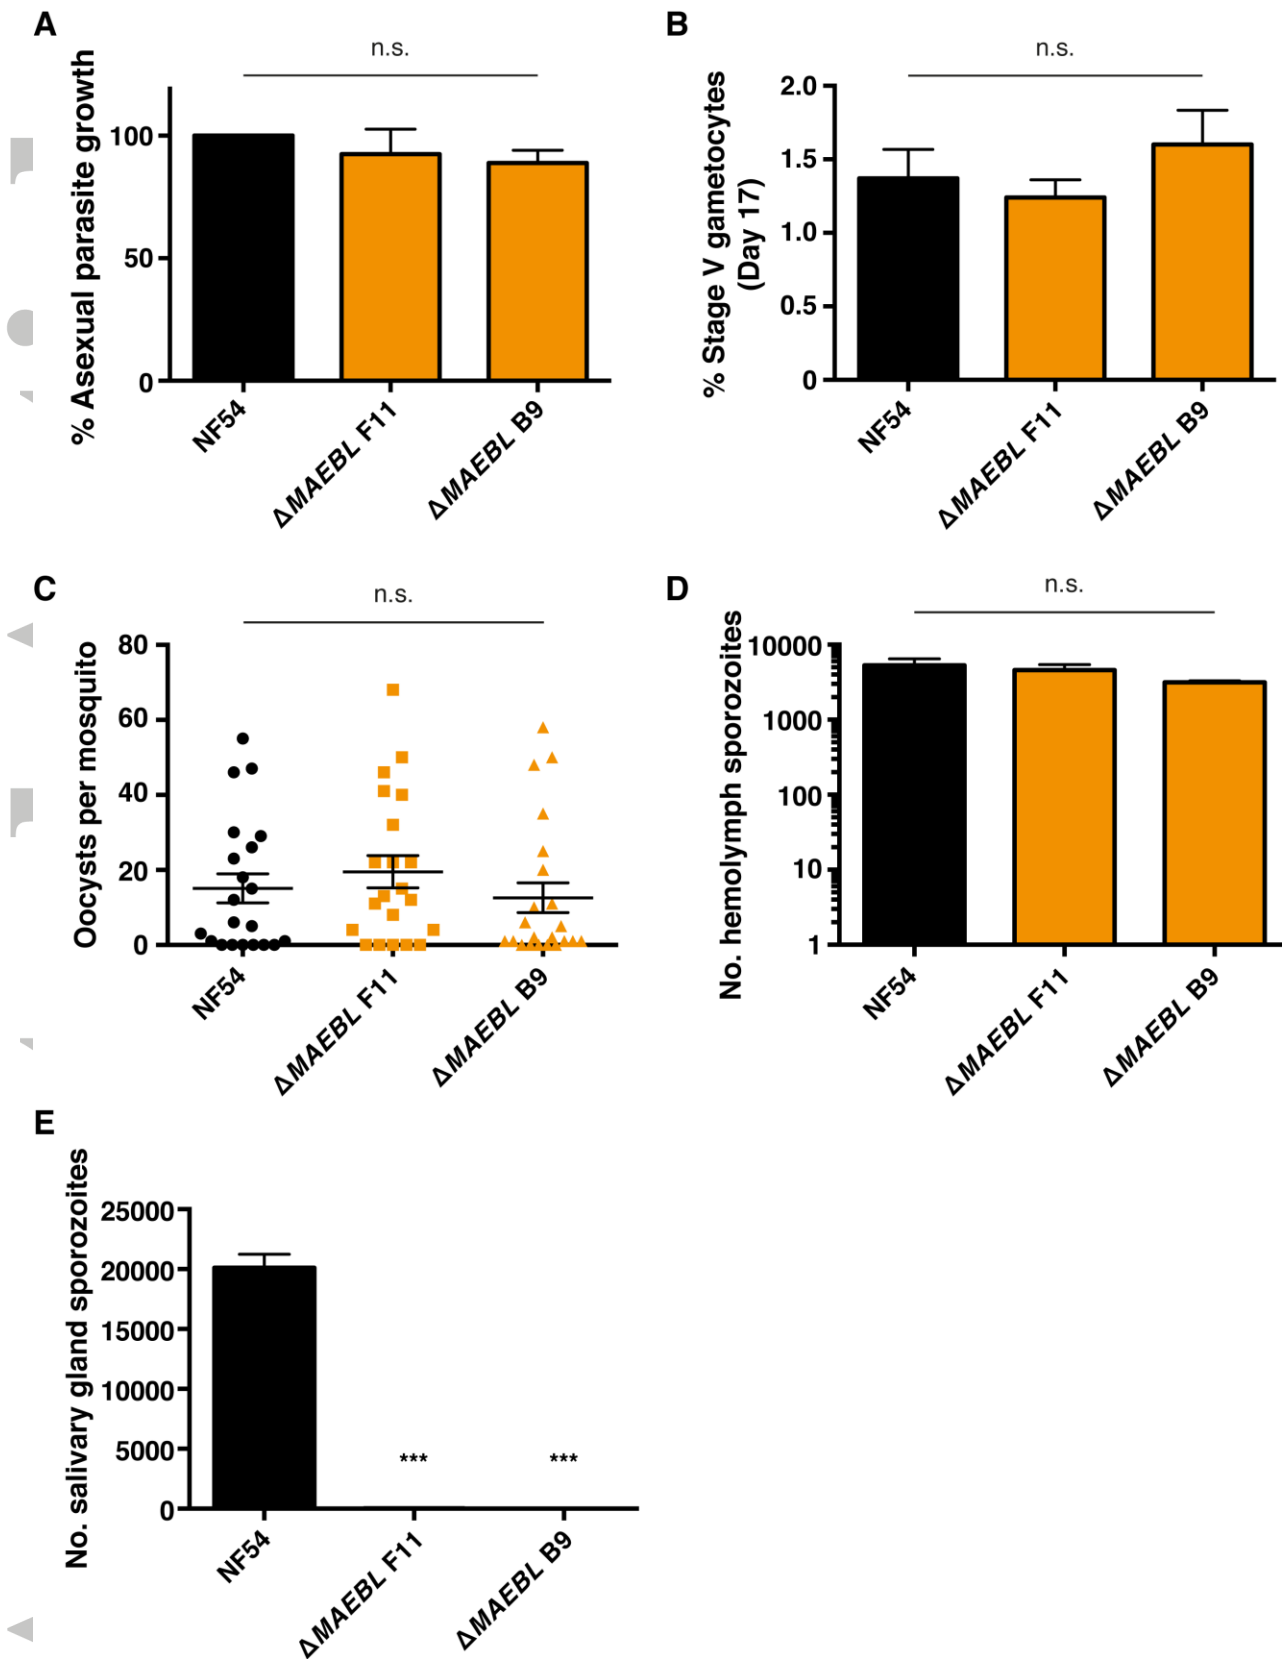 A
n.s.
% Asexual parasite growth
100
50
0
NF54
ΔMAEBL F11
ΔMAEBL B9
B
n.s.
% Stage V gametocytes
(Day 17)
2.0
1.5
1.0
0.5
0
NF54
ΔMAEBL F11
ΔMAEBL B9
C
n.s.
Oocysts per mosquito
80
60
40
20
0
NF54
ΔMAEBL F11
ΔMAEBL B9
D
n.s.
No. hemolymph sporozoites
10000
1000
100
10
1
NF54
ΔMAEBL F11
ΔMAEBL B9
E
No. salivary gland sporozoites
25000
20000
15000
10000
5000
0
***
***
NF54
ΔMAEBL F11
ΔMAEBL B9